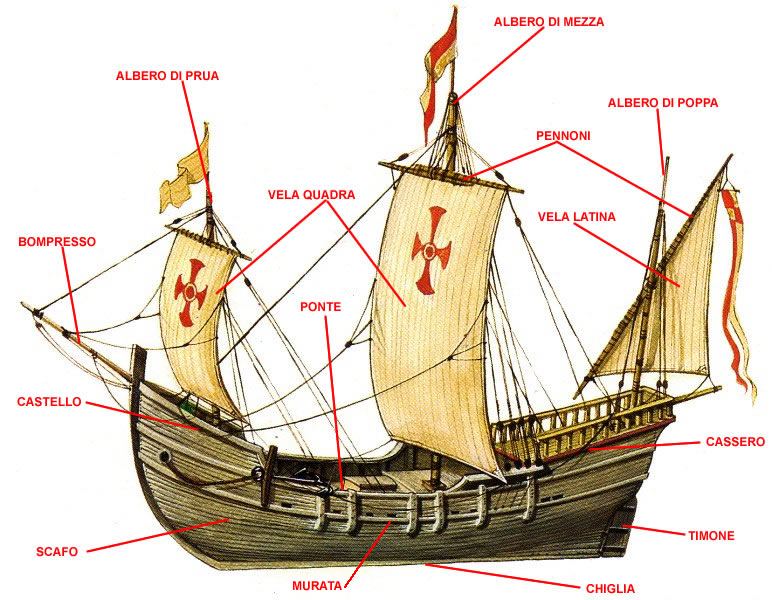 ALBERO DI MEZZA
ALBERO DI PRUA
ALBERO DI POPPA
PENNONI
VELA QUADRA
VELA LATINA
BOMPRESSO
PONTE
CASTELLO
CASSERO
TIMONE
SCAFO
MURATA
CHIGLIA